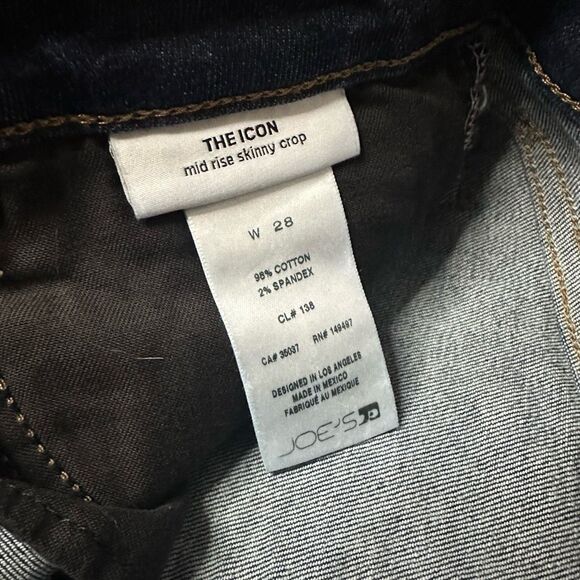 THE ICON
mid rise skinny crop
W 28
98% COTTON
2% SPANDEX
CL# 138
CA# 35037 RN# 149497
DESIGNED IN LOS ANGELES
MADE IN MEXICO
FABRIQUÉ AU MEXIQUE
JOE'S